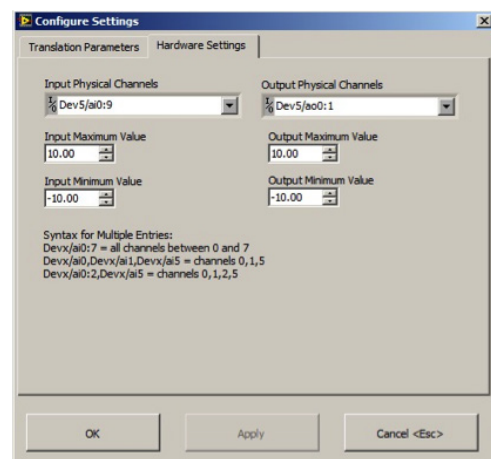 Configure Settings
Translation Parameters Hardware Settings
Input Physical Channels
Dev5/ai0:9
Input Maximum Value
10.00
Input Minimum Value
-10.00
Output Physical Channels
Dev5/ao0:1
Output Maximum Value
10.00
Output Minimum Value
-10.00
Syntax for Multiple Entries:
Devx/ai0:7 = all channels between 0 and 7
Devx/ai0,Devx/ai1,Devx/ai5 = channels 0,1,5
Devx/ai0:2,Devx/ai5 = channels 0,1,2,5
OK Apply Cancel <Esc>